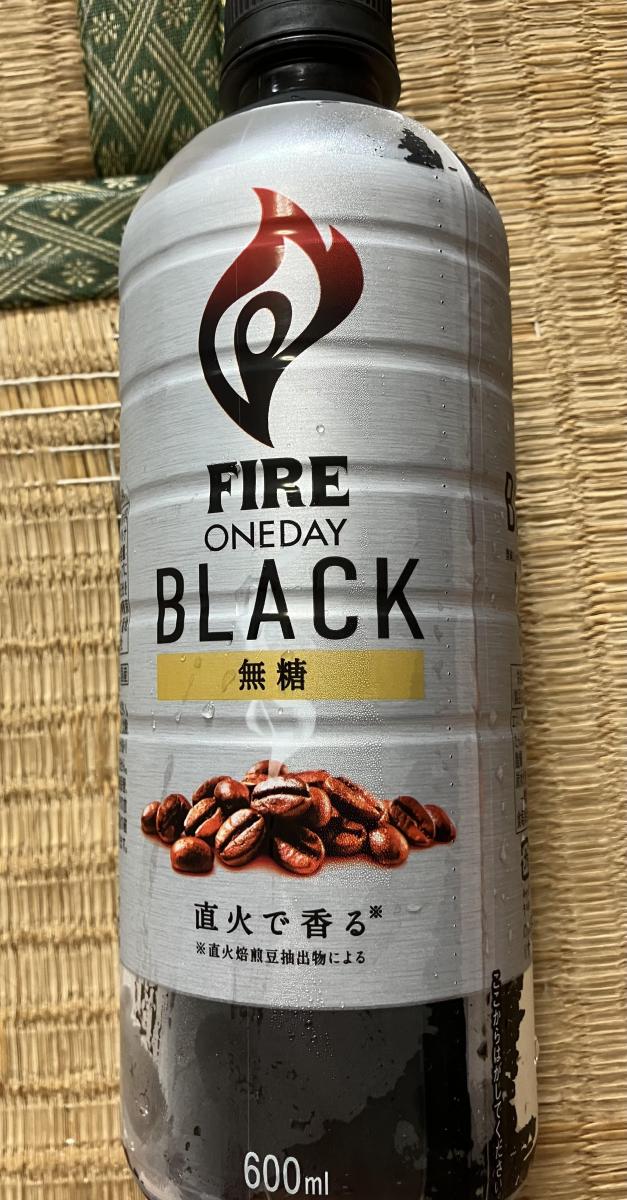 FIRE
ONEDAY
BLACK
無糖
直火で香る※
※直火焙煎豆抽出物による
ここからはがしてください
600ml